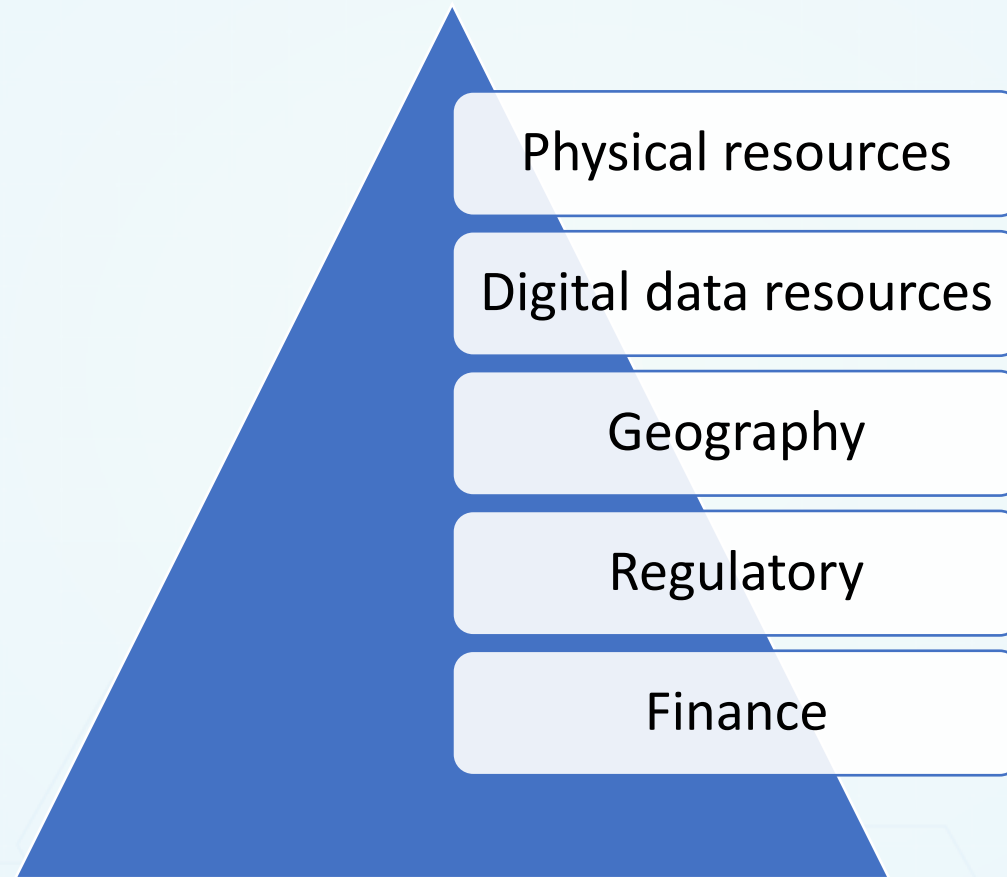 Physical resources
Digital data resources
Geography
Regulatory
Finance